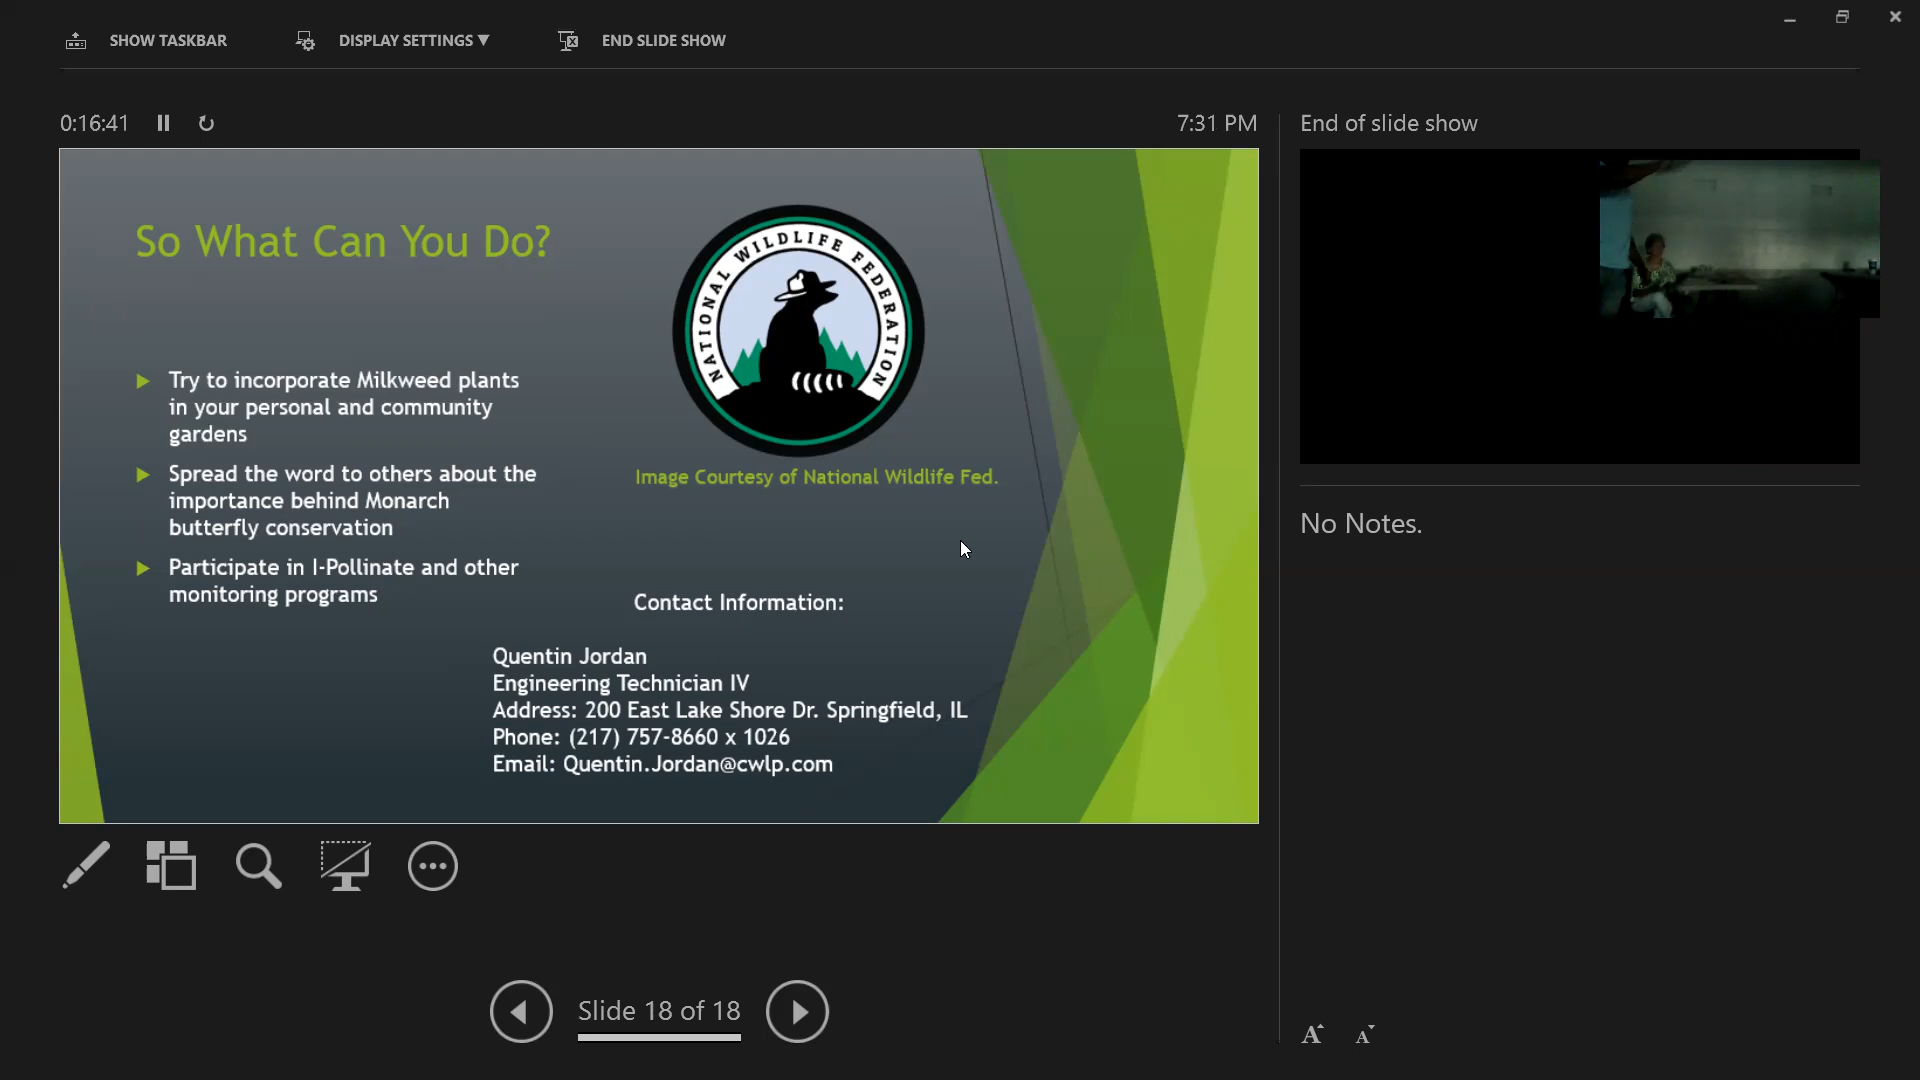 SHOW TASKBAR
DISPLAY SETTINGS
END SLIDE SHOW
0:16:41
7:31 PM
End of slide show
So What Can You Do?
NATIONAL WILDLIFE FEDERATION
Try to incorporate Milkweed plants
in your personal and community
gardens
Spread the word to others about the
importance behind Monarch
butterfly conservation
Participate in I-Pollinate and other
monitoring programs
Image Courtesy of National Wildlife Fed.
Contact Information:
Quentin Jordan
Engineering Technician IV
Address: 200 East Lake Shore Dr. Springfield, IL
Phone: (217) 757-8660 x 1026
Email: Quentin.Jordan@cwlp.com
No Notes.
Slide 18 of 18
A A